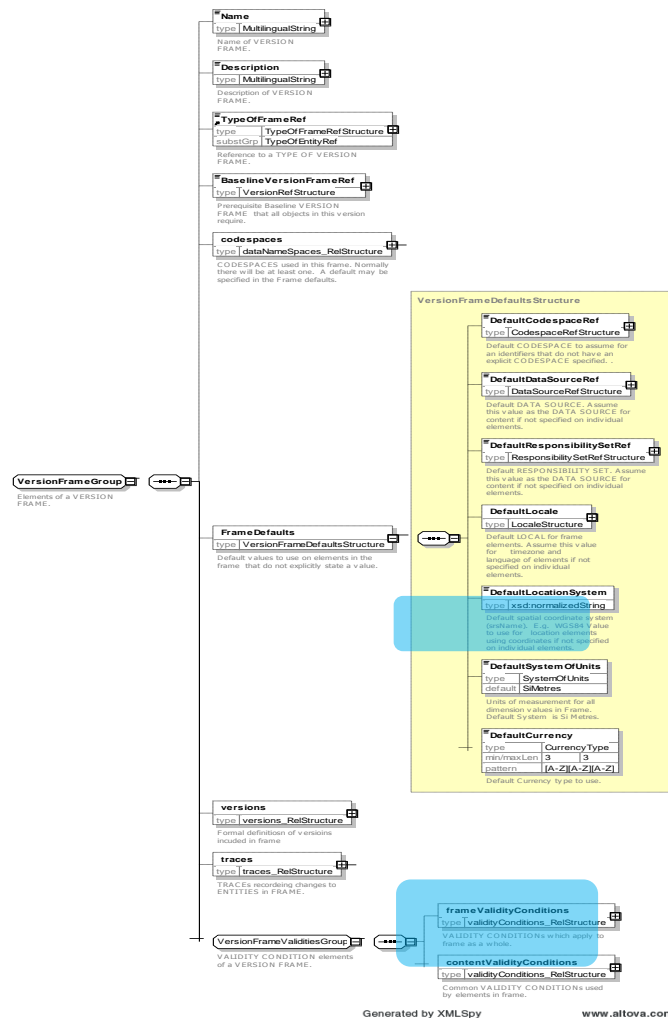 Name
type MultilingualString
Name of VERSION
FRAME.
Description
type MultilingualString
Description of VERSION
FRAME.
TypeOfFrameRef
type TypeOfFrameRefStructure
substGrp TypeOfEntityRef
Reference to a TYPE OF VERSION
FRAME.
BaselineVersionFrameRef
type VersionRefStructure
Prerequisite Baseline VERSION
FRAME that all objects in this version
require.
codespaces
type dataNameSpaces_RelStructure
CODESPACES used in this frame. Normally
there will be at least one. A default may be
specified in the Frame defaults.
VersionFrameDefaultsStructure
DefaultCodespaceRef
type CodespaceRefStructure
Default CODESPACE to assume for
an identifiers that do not have an
explicit CODESPACE specified. .
DefaultDataSourceRef
type DataSourceRefStructure
Default DATA SOURCE. Assume
this value as the DATA SOURCE for
content if not specified on individual
elements.
DefaultResponsibilitySetRef
type ResponsibilitySetRefStructure
Default RESPONSIBILITY SET. Assume
this value as the DATA SOURCE for
content if not specified on individual
elements.
VersionFrameGroup
Elements of a VERSION
FRAME.
FrameDefaults
type VersionFrameDefaultsStructure
Default values to use on elements in the
frame that do not explicitly state a value.
DefaultLocale
type LocaleStructure
Default LOCAL for frame
elements. Assume this value
for timezone and
language of elements if not
specified on individual
elements.
DefaultLocationSystem
type xsd:normalizedString
Default spatial coordinate system
(srsName). E.g. WGS84 Value
to use for location elements
using coordinates if not specified
on individual elements.
DefaultSystemOfUnits
type SystemOfUnits
default SiMetres
Units of measurement for all
dimension values in Frame.
Default System is Si Metres.
DefaultCurrency
type CurrencyType
min/maxLen 3 3
pattern [A-Z][A-Z][A-Z]
Default Currency type to use.
versions
type versions_RelStructure
Formal definitiosn of versioins
incuded in frame
traces
type traces_RelStructure
TRACEs recordeing changes to
ENTITIES in FRAME.
VersionFrameValiditiesGroup
VALIDITY CONDITION elements
of a VERSION FRAME.
frameValidityConditions
type validityConditions_RelStructure
VALIDITY CONDITIONs which apply to
frame as a whole.
contentValidityConditions
type validityConditions_RelStructure
Common VALIDITY CONDITIONs used
by elements in frame.
Generated by XMLSpy www.altova.com